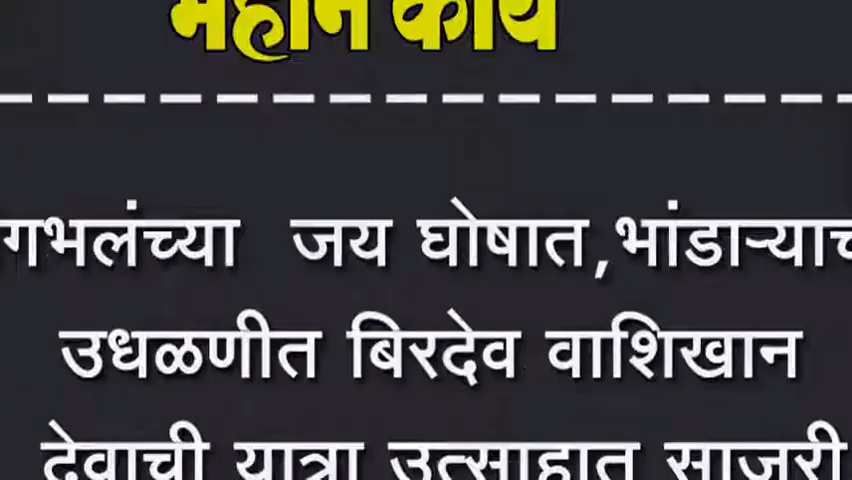 महान कार्य
गभलंच्या जय घोषात,भांडाऱ्याच
उधळणीत बिरदेव वाशिखान
देवाची यात्रा उत्साहात साजरी